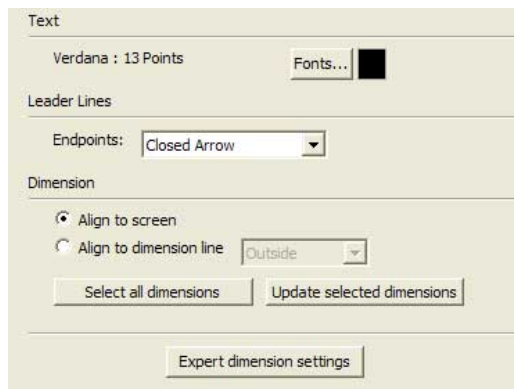 Text
Verdana : 13 Points Fonts...
Leader Lines
Endpoints: Closed Arrow
Dimension
Align to screen
Align to dimension line Outside
Select all dimensions Update selected dimensions
Expert dimension settings